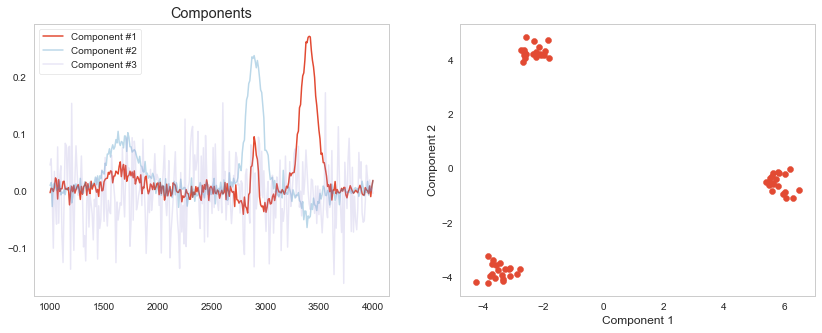 Components
Component #1
Component #2
Component #3
0.2
0.1
0.0
−0.1
1000 1500 2000 2500 3000 3500 4000
Component 2
4
2
0
−2
−4
−4 −2 0 2 4 6
Component 1